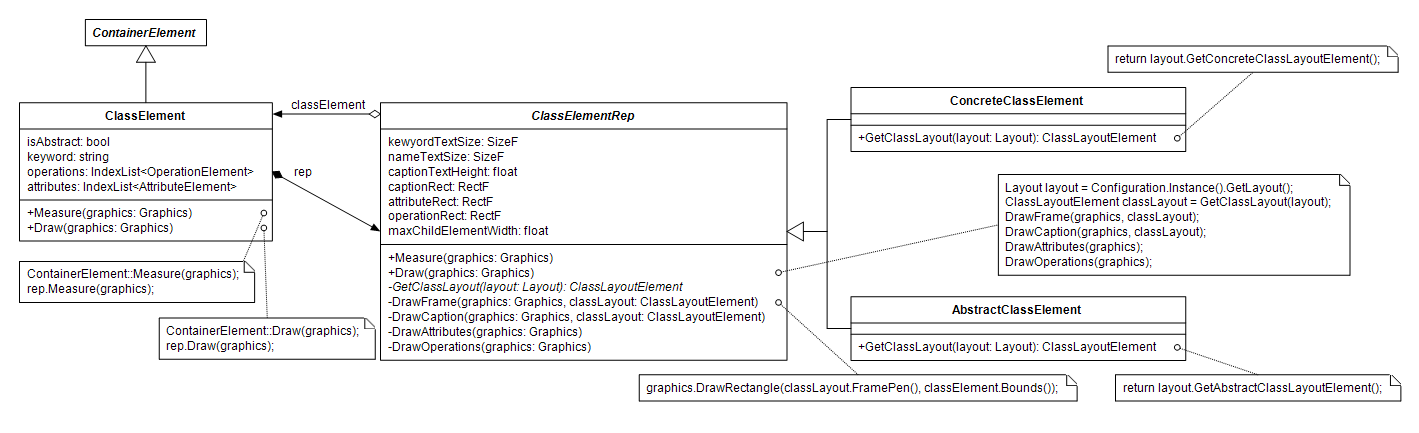 ContainerElement
ClassElement
isAbstract: bool
keyword: string
operations: IndexList<OperationElement>
attributes: IndexList<AttributeElement>
+Measure(graphics: Graphics)
+Draw(graphics: Graphics)
ContainerElement::Measure(graphics);
rep.Measure(graphics);
ContainerElement::Draw(graphics);
rep.Draw(graphics);
classElement
rep
ClassElementRep
kewyordTextSize: SizeF
nameTextSize: SizeF
captionTextHeight: float
captionRect: RectF
attributeRect: RectF
operationRect: RectF
maxChildElementWidth: float
+Measure(graphics: Graphics)
+Draw(graphics: Graphics)
-GetClassLayout(layout: Layout): ClassLayoutElement
-DrawFrame(graphics: Graphics, classLayout: ClassLayoutElement)
-DrawCaption(graphics: Graphics, classLayout: ClassLayoutElement)
-DrawAttributes(graphics: Graphics)
-DrawOperations(graphics: Graphics)
graphics.DrawRectangle(classLayout.FramePen(), classElement.Bounds());
return layout.GetConcreteClassLayoutElement();
ConcreteClassElement
+GetClassLayout(layout: Layout): ClassLayoutElement
Layout layout = Configuration.Instance().GetLayout();
ClassLayoutElement classLayout = GetClassLayout(layout);
DrawFrame(graphics, classLayout);
DrawCaption(graphics, classLayout);
DrawAttributes(graphics);
DrawOperations(graphics);
AbstractClassElement
+GetClassLayout(layout: Layout): ClassLayoutElement
return layout.GetAbstractClassLayoutElement();